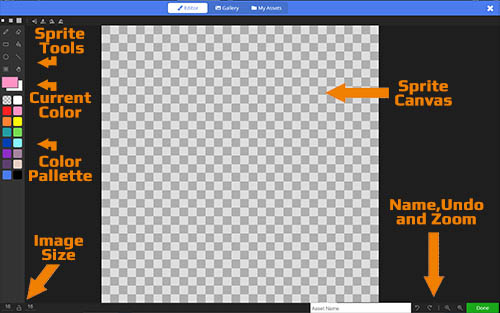 Editor Gallery My Assets
Sprite
Tools
Current
Color
Color
Pallette
Image
Size
Sprite
Canvas
Name,Undo
and Zoom
16 16
Asset Name
Done